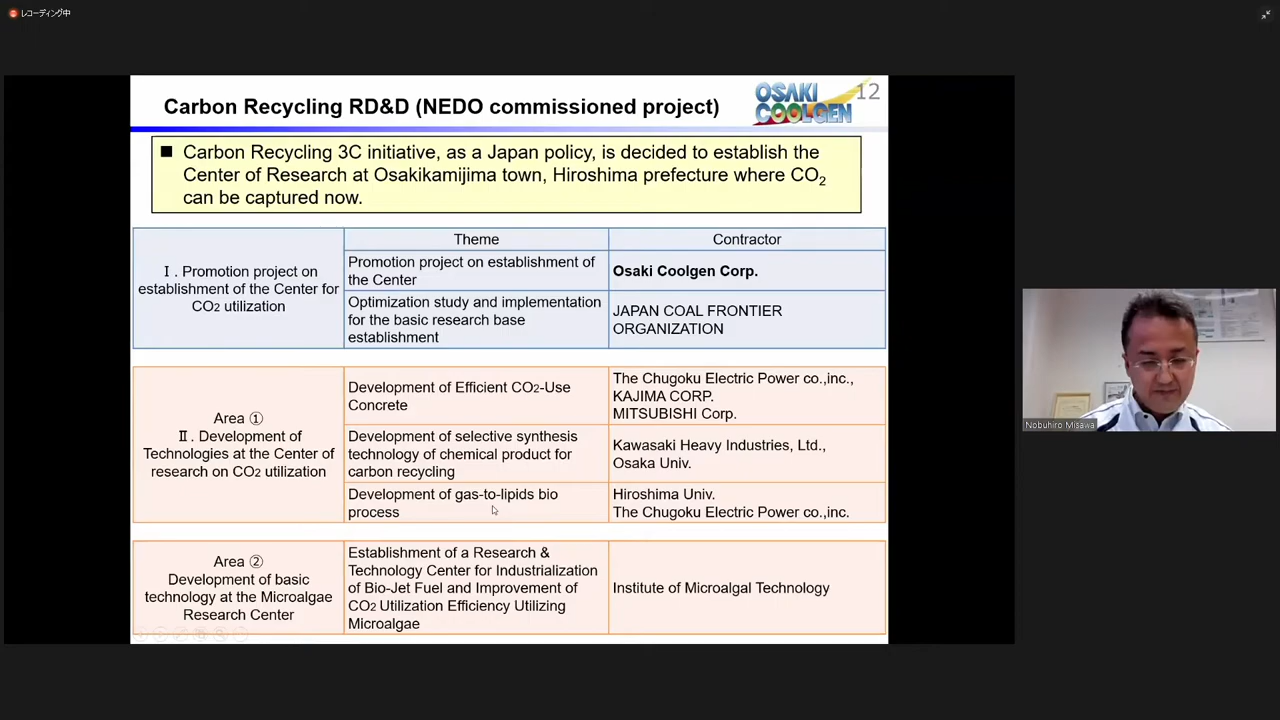 レコーディング中
Carbon Recycling RD&D (NEDO commissioned project)
OSAKI
COOLGEN
12
■ Carbon Recycling 3C initiative, as a Japan policy, is decided to establish the
Center of Research at Osakikamijima town, Hiroshima prefecture where CO2
can be captured now.
Theme
Contractor
Ⅰ. Promotion project on
establishment of the Center for
CO2 utilization
Promotion project on establishment of
the Center
Osaki Coolgen Corp.
Optimization study and implementation
for the basic research base
establishment
JAPAN COAL FRONTIER
ORGANIZATION
Area ①
Ⅱ. Development of
Technologies at the Center of
research on CO2 utilization
Development of Efficient CO2-Use
Concrete
The Chugoku Electric Power co.,inc.,
KAJIMA CORP.
MITSUBISHI Corp.
Development of selective synthesis
technology of chemical product for
carbon recycling
Kawasaki Heavy Industries, Ltd.,
Osaka Univ.
Development of gas-to-lipids bio
process
Hiroshima Univ.
The Chugoku Electric Power co.,inc.
Area ②
Development of basic
technology at the Microalgae
Research Center
Establishment of a Research &
Technology Center for Industrialization
of Bio-Jet Fuel and Improvement of
CO2 Utilization Efficiency Utilizing
Microalgae
Institute of Microalgal Technology
Nobuhiro Misawa